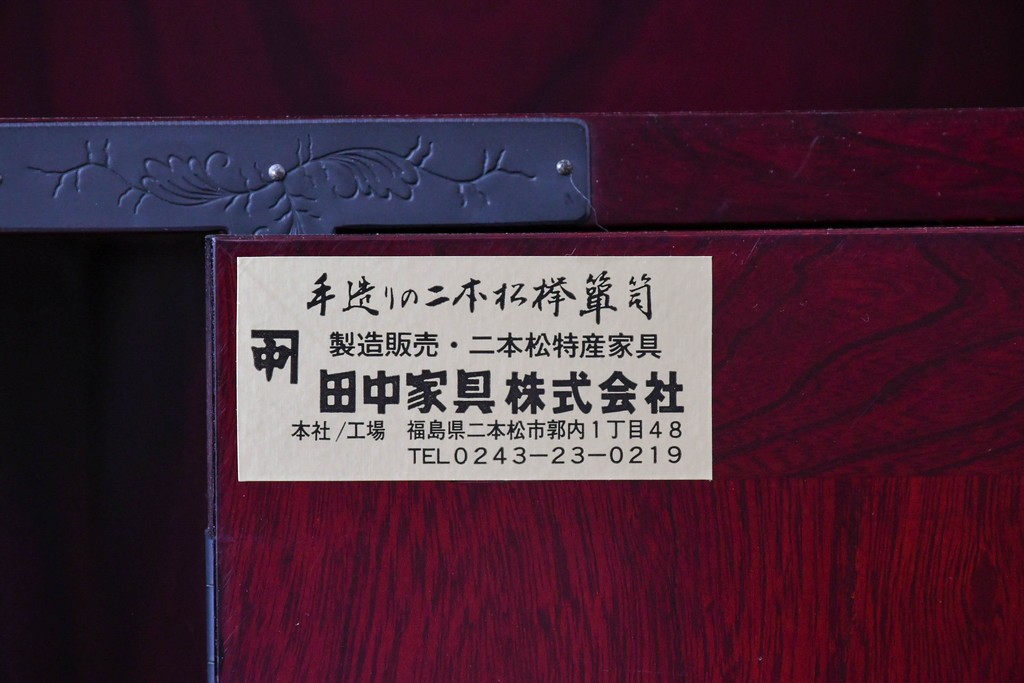 手造りの二本松欅簞笥
製造販売・二本松特産家具
田中家具株式会社
本社/工場 福島県二本松市郭内1丁目48
TEL0243-23-0219